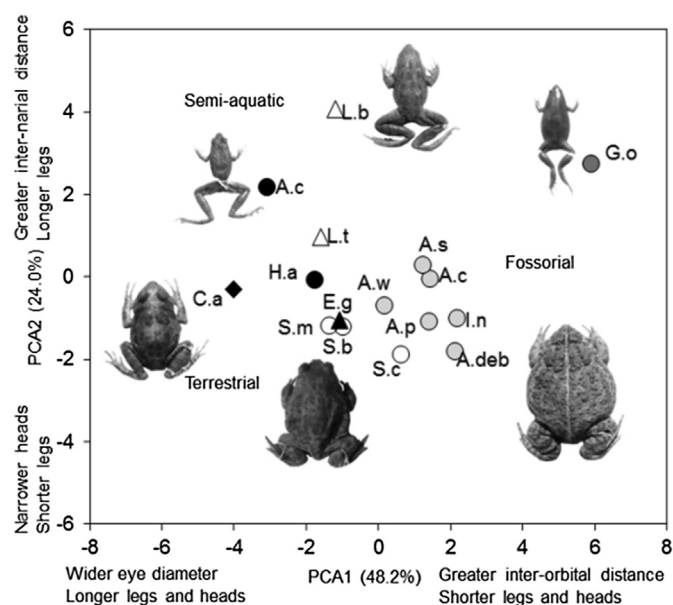 Greater inter-narial distance
Longer legs
PCA2 (24.0%)
Narrower heads
Shorter legs
6
4
2
0
-2
-4
-6
Semi-aquatic
L.b
G.o
A.c
L.t
A.s
Fossorial
H.a
A.c
C.a
E.g
A.w
I.n
S.m
A.p
S.b
S.c
A.deb
Terrestrial
-8 -6 -4 -2 0 2 4 6 8
Wider eye diameter PCA1 (48.2%) Greater inter-orbital distance
Longer legs and heads Shorter legs and heads